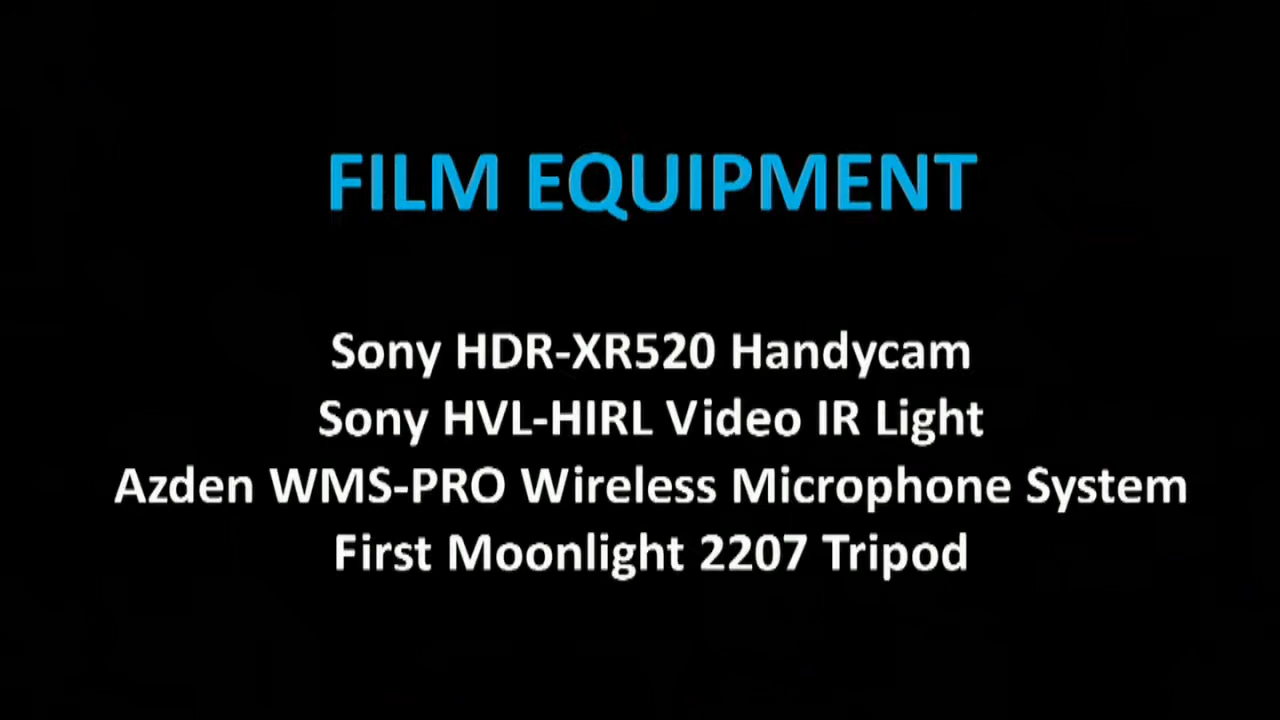 FILM EQUIPMENT
Sony HDR-XR520 Handycam
Sony HVL-HIRL Video IR Light
Azden WMS-PRO Wireless Microphone System
First Moonlight 2207 Tripod